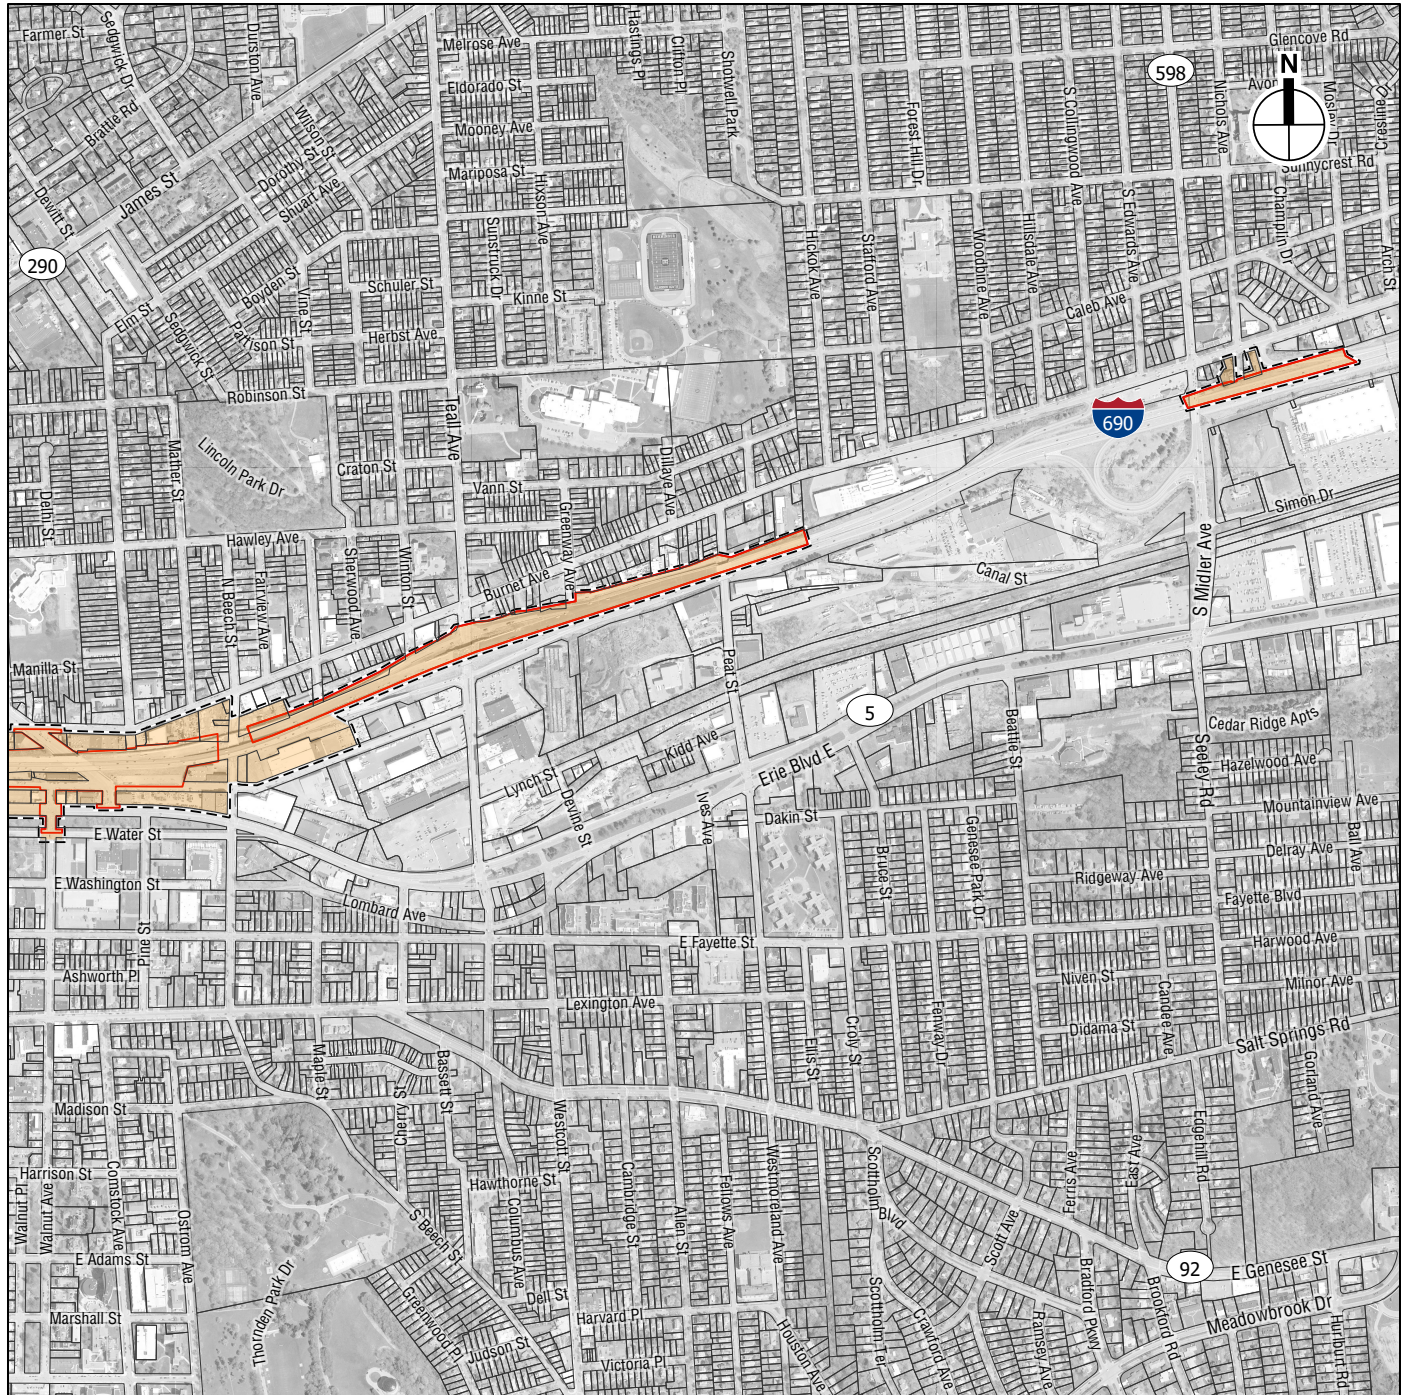 Farmer St
Sedgwick Dr
Durston Ave
Melrose Ave
Hastings Pl
Clifton Pl
Showell Park
Glencove Rd
598
N
Nichols Ave
Mosley Dr
Cresline Dr
Brattle Rd
Wilson St
Eldorado St
Mooney Ave
Forest Hill Dr
S Collingwood Ave
Dorothy St
Stuart Ave
Mariposa St
Sunnycrest Rd
Dewitt St
James St
Hixson Ave
Sunstruck Dr
Hickok Ave
Stafford Ave
Woodbine Ave
Hillsdale Ave
S Edwards Ave
Champlin Dr
Arch St
290
Boyden St
Vine St
Schuler St
Kinne St
Elm St
Sedgwick St
Pattison St
Herbst Ave
Caleb Ave
Robinson St
Teall Ave
690
Mather St
Lincoln Park Dr
Craton St
Vann St
Dillaye Ave
Delhi St
Greenway Ave
Simon Dr
Hawley Ave
N Beech St
Fairview Ave
Sherwood Ave
Winton St
Burnet Ave
Canal St
S Midler Ave
Manilla St
Peat St
5
Beattie St
Cedar Ridge Apts
Seeley Rd
Hazelwood Ave
Kidd Ave
Erie Blvd E
Lynch St
Devine St
Ives Ave
Dakin St
Mountainview Ave
Ball Ave
E Water St
Bruce St
Genesee Park Dr
Delray Ave
E Washington St
Ridgeway Ave
Fayette Blvd
Lombard Ave
Pine St
E Fayette St
Harwood Ave
Ashworth Pl
Niven St
Candee Ave
Milnor Ave
Lexington Ave
Ellis St
Croly St
Fenway Dr
Didama St
Salt Springs Rd
Maple St
Bassett St
Cherry St
Gorland Ave
Madison St
Westcott St
Westmoreland Ave
Edgehill Rd
East Ave
Ferris Ave
Harrison St
Hawthorne St
Cambridge St
Allen St
Fellows Ave
Scottholm Blvd
Walnut Pl
Walnut Ave
Comstock Ave
Ostrom Ave
S Beech St
Columbus Ave
Scott Ave
E Adams St
Thornden Park Dr
92
E Genesee St
Dell St
Scottholm Ter
Bradford Pkwy
Brookford Rd
Marshall St
Greenwood Pl
Harvard Pl
Meadowbrook Dr
Judson St
Victoria Pl
Houston Ave
Crawford Ave
Ramsey Ave
Hurlburt Rd